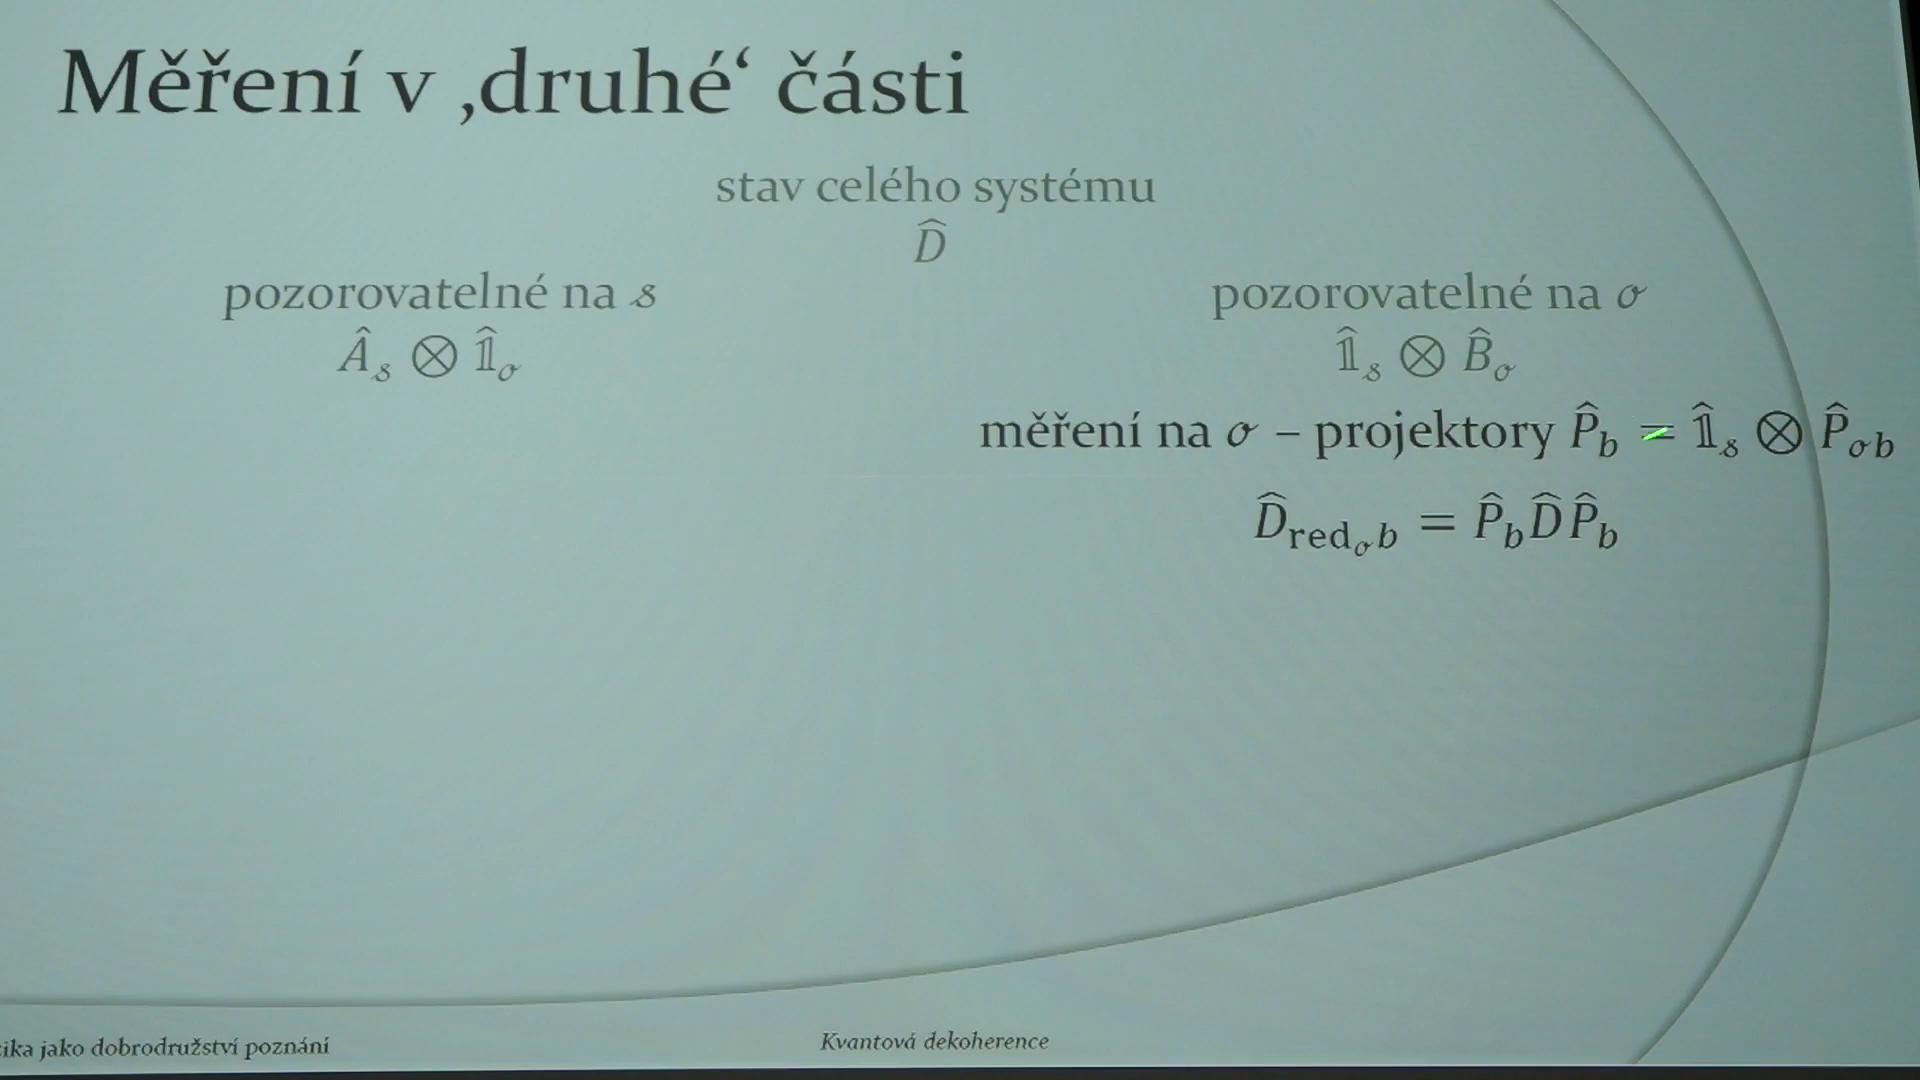 Měření v ‚druhé‘ části
stav celého systému
D̂
pozorovatelné na 𝓈
Â𝓈 ⊗ 𝟙̂ℴ
pozorovatelné na ℴ
𝟙̂𝓈 ⊗ B̂ℴ
měření na ℴ – projektory P̂b = 𝟙̂𝓈 ⊗ P̂ℴb
D̂redℴb = P̂bD̂P̂b
ika jako dobrodružství poznání
Kvantová dekoherence